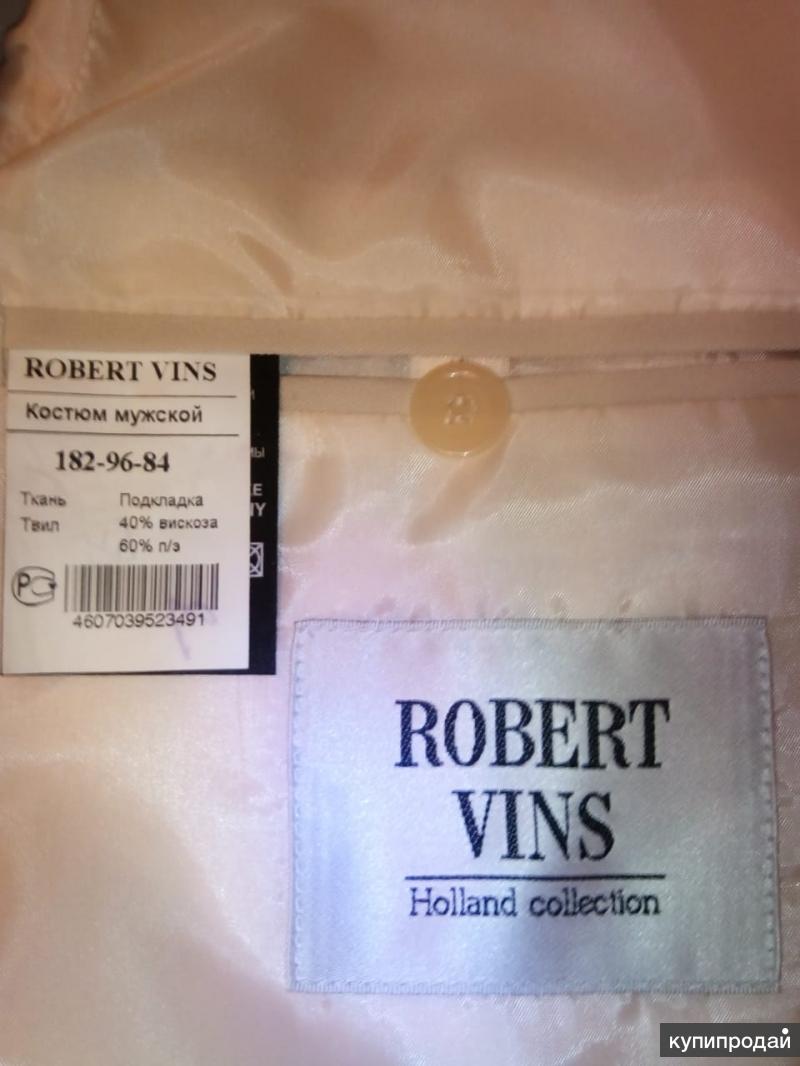 ROBERT VINS
Костюм мужской
182-96-84
Ткань Подкладка
Твил 40% вискоза
60% п/э
РС
4607039523491
ROBERT
VINS
Holland collection
купипродай